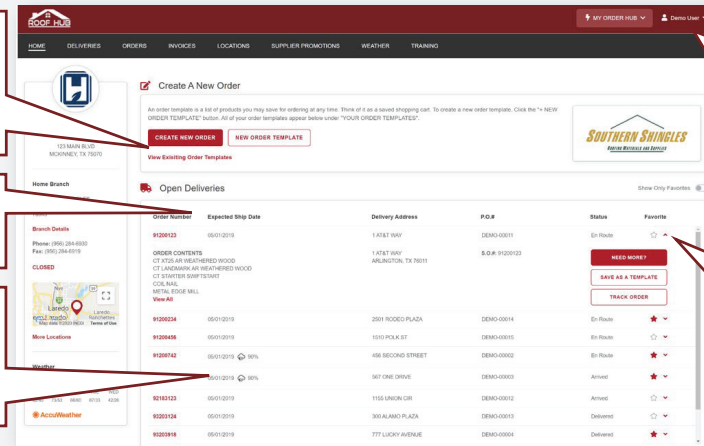 ROOF HUB
MY ORDER HUB
Demo User
HOME DELIVERIES ORDERS INVOICES LOCATIONS SUPPLIER PROMOTIONS WEATHER TRAINING
H
123 MAIN BLVD
MCKINNEY, TX 75070
Home Branch
Branch Details
Phone: (956) 284-6000
Fax: (956) 284-6019
CLOSED
Laredo
More Locations
Weather
AccuWeather
Create A New Order
An order template is a list of products you may save for ordering at any time. Think of it as a saved shopping cart. To create a new order template. Click the "+ NEW
ORDER TEMPLATE" button. All of your order templates appear below under "YOUR ORDER TEMPLATES".
CREATE NEW ORDER NEW ORDER TEMPLATE
View Exisiting Order Templates
SOUTHERN SHINGLES
ROOFING MATERIALS AND SUPPLIES
Open Deliveries
Show Only Favorites
Order Number Expected Ship Date Delivery Address P.O.# Status Favorite
91200123 05/01/2019 1 AT&T WAY DEMO-00011 En Route
ORDER CONTENTS 1 AT&T WAY S.O.#: 91200123
CT XT25 AR WEATHERED WOOD ARLINGTON, TX 76011
CT LANDMARK AR WEATHERED WOOD
CT STARTER SWIFTSTART
COIL NAIL
METAL EDGE MILL
View All
NEED MORE?
SAVE AS A TEMPLATE
TRACK ORDER
91200234 05/01/2019 2501 RODEO PLAZA DEMO-00014 En Route
91200456 05/01/2019 1510 POLK ST DEMO-00015 En Route
91200742 05/01/2019 90% 456 SECOND STREET DEMO-00002 En Route
05/01/2019 90% 567 ONE DRIVE DEMO-00003 Arrived
92183123 05/01/2019 1155 UNION CIR DEMO-00012 Arrived
93203124 05/01/2019 300 ALAMO PLAZA DEMO-00013 Delivered
93203918 05/01/2019 777 LUCKY AVENUE DEMO-00004 Delivered